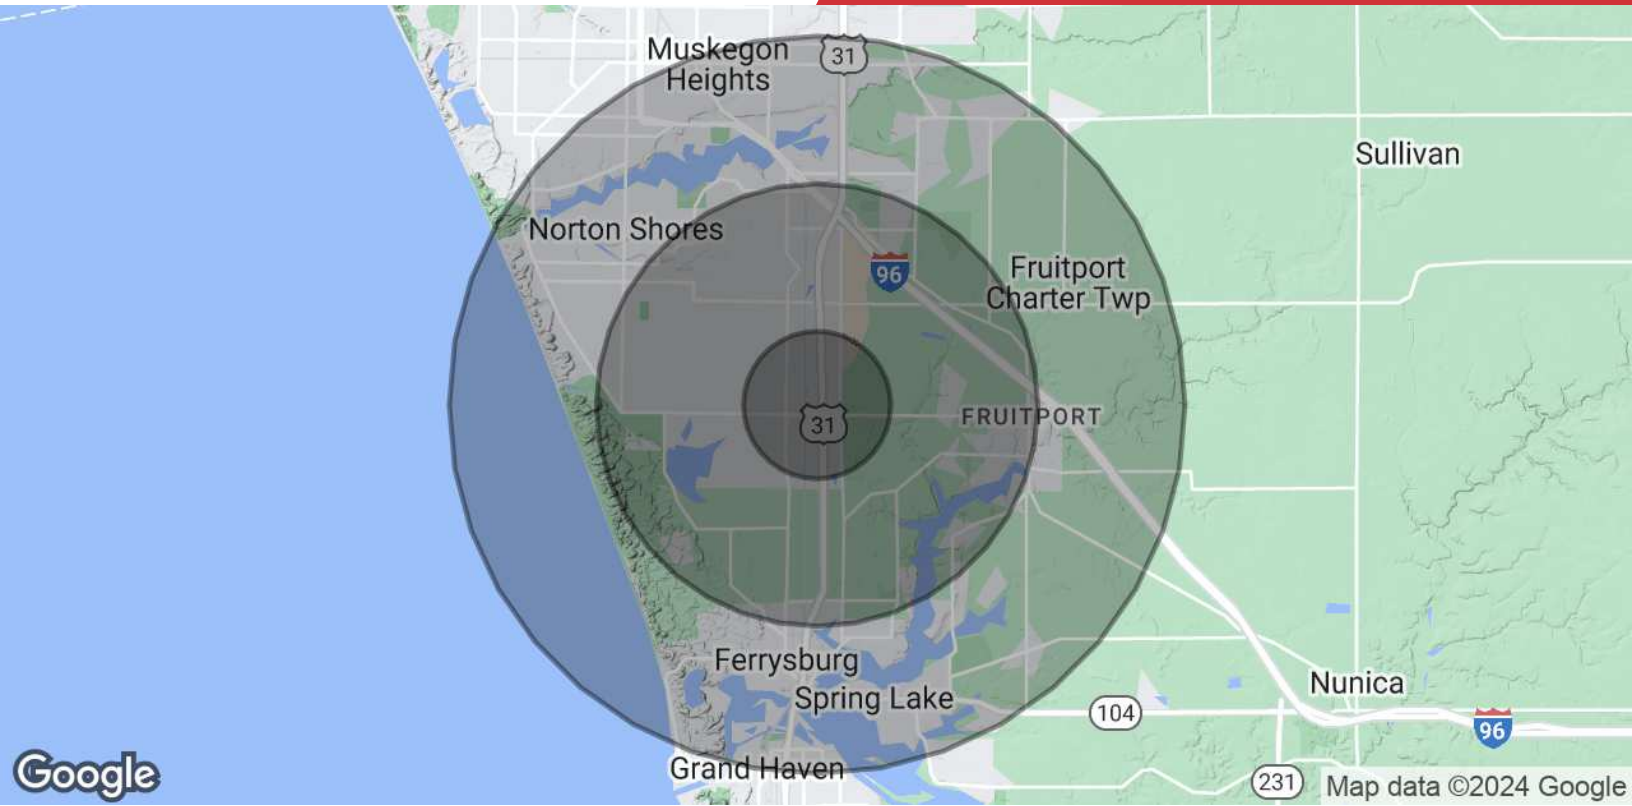 Muskegon
Heights
31
Sullivan
Norton Shores
96
Fruitport
Charter Twp
31
FRUITPORT
Ferrysburg
Spring Lake
Nunica
104
96
Grand Haven
Google
231
Map data ©2024 Google